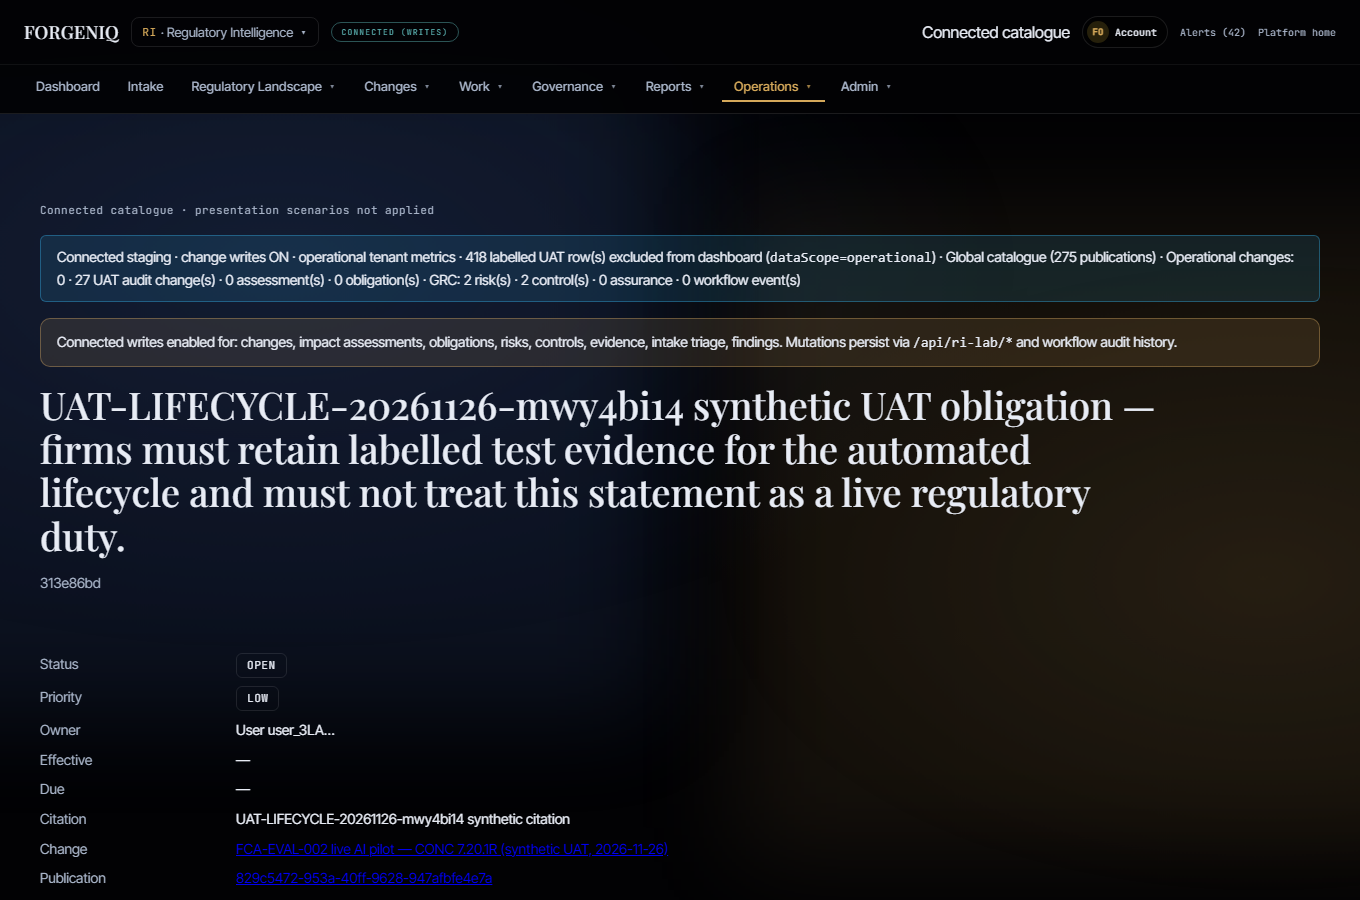 FORGENIQ
RI · Regulatory Intelligence
CONNECTED (WRITES)
Connected catalogue
FO Account
Alerts (42)
Platform home
Dashboard
Intake
Regulatory Landscape
Changes
Work
Governance
Reports
Operations
Admin
Connected catalogue · presentation scenarios not applied
Connected staging · change writes ON · operational tenant metrics · 418 labelled UAT row(s) excluded from dashboard (dataScope=operational) · Global catalogue (275 publications) · Operational changes:
0 · 27 UAT audit change(s) · 0 assessment(s) · 0 obligation(s) · GRC: 2 risk(s) · 2 control(s) · 0 assurance · 0 workflow event(s)
Connected writes enabled for: changes, impact assessments, obligations, risks, controls, evidence, intake triage, findings. Mutations persist via /api/ri-lab/* and workflow audit history.
UAT-LIFECYCLE-20261126-mwy4bi14 synthetic UAT obligation —
firms must retain labelled test evidence for the automated
lifecycle and must not treat this statement as a live regulatory
duty.
313e86bd
Status OPEN
Priority LOW
Owner User user_3LA...
Effective —
Due —
Citation UAT-LIFECYCLE-20261126-mwy4bi14 synthetic citation
Change FCA-EVAL-002 live AI pilot — CONC 7.20.1R (synthetic UAT, 2026-11-26)
Publication 829c5472-953a-40ff-9628-947afbfe4e7a